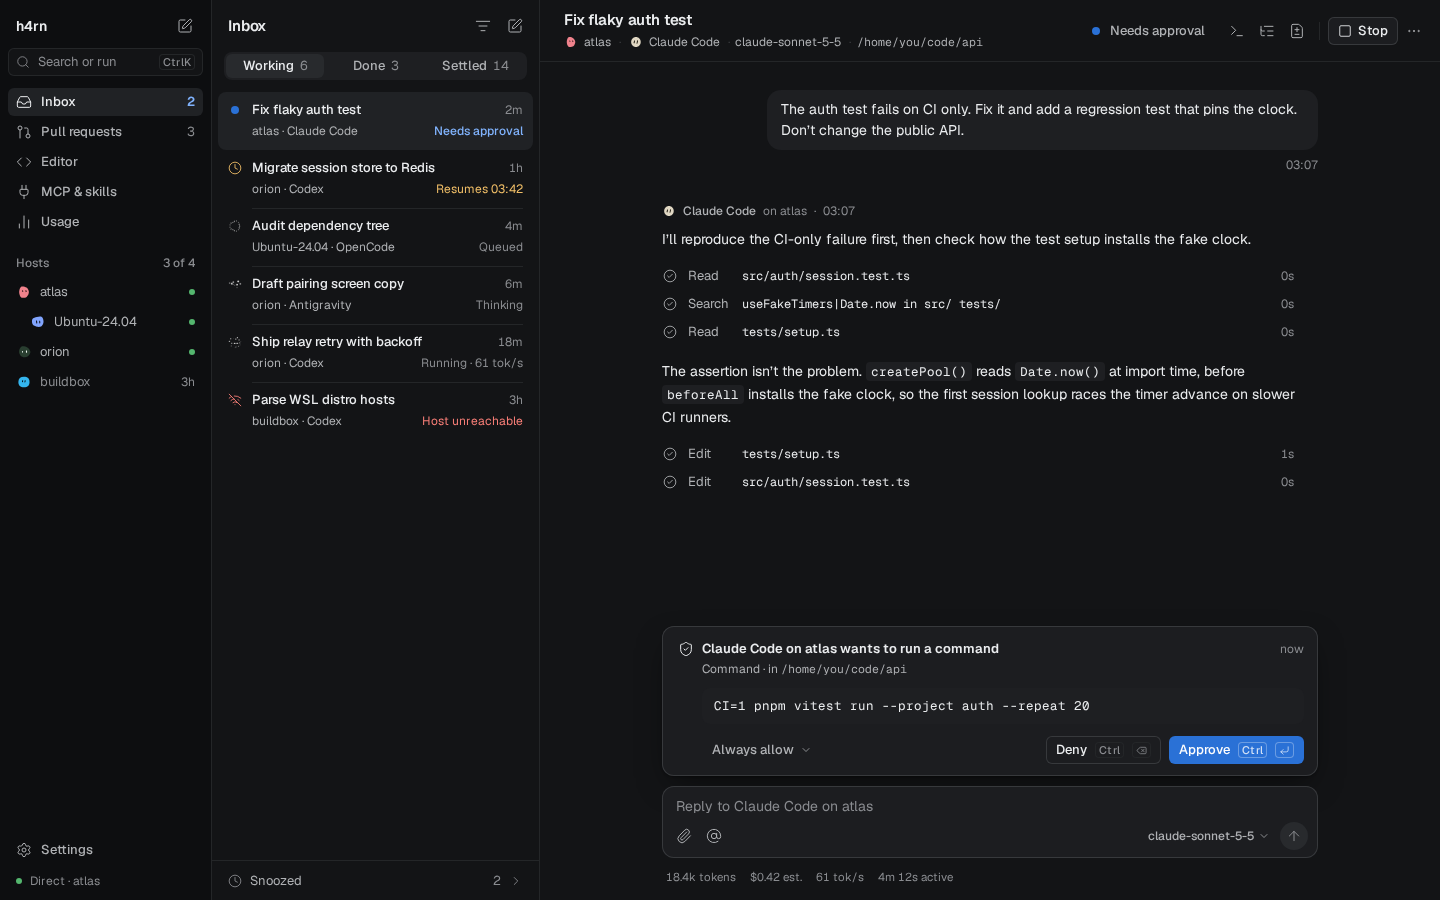 h4rn
Search or run CtrlK
Inbox 2
Pull requests 3
Editor
MCP & skills
Usage
Hosts 3 of 4
atlas
Ubuntu-24.04
orion
buildbox 3h
Settings
Direct · atlas
Inbox
Working 6 Done 3 Settled 14
Fix flaky auth test 2m
atlas · Claude Code Needs approval
Migrate session store to Redis 1h
orion · Codex Resumes 03:42
Audit dependency tree 4m
Ubuntu-24.04 · OpenCode Queued
Draft pairing screen copy 6m
orion · Antigravity Thinking
Ship relay retry with backoff 18m
orion · Codex Running · 61 tok/s
Parse WSL distro hosts 3h
buildbox · Codex Host unreachable
Snoozed 2
Fix flaky auth test
atlas · Claude Code · claude-sonnet-5-5 · /home/you/code/api
Needs approval Stop
The auth test fails on CI only. Fix it and add a regression test that pins the clock.
Don’t change the public API.
03:07
Claude Code on atlas · 03:07
I’ll reproduce the CI-only failure first, then check how the test setup installs the fake clock.
Read src/auth/session.test.ts 0s
Search useFakeTimers|Date.now in src/ tests/ 0s
Read tests/setup.ts 0s
The assertion isn’t the problem. createPool() reads Date.now() at import time, before
beforeAll installs the fake clock, so the first session lookup races the timer advance on slower
CI runners.
Edit tests/setup.ts 1s
Edit src/auth/session.test.ts 0s
Claude Code on atlas wants to run a command now
Command · in /home/you/code/api
CI=1 pnpm vitest run --project auth --repeat 20
Always allow Deny Ctrl Approve Ctrl
Reply to Claude Code on atlas
claude-sonnet-5-5
18.4k tokens $0.42 est. 61 tok/s 4m 12s active